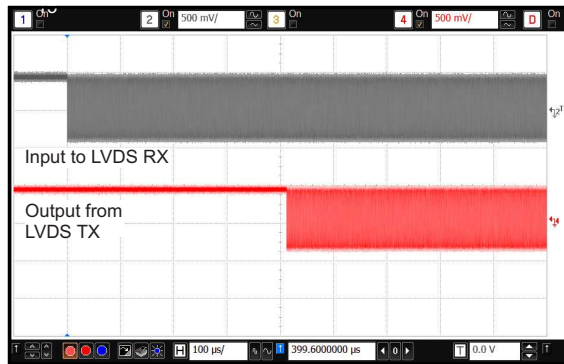 1 On 2 On 500 mV/ 3 On 4 On 500 mV/ D On
Input to LVDS RX
Output from
LVDS TX
H 100 µs/ 399.6000000 µs 0 T 0.0 V